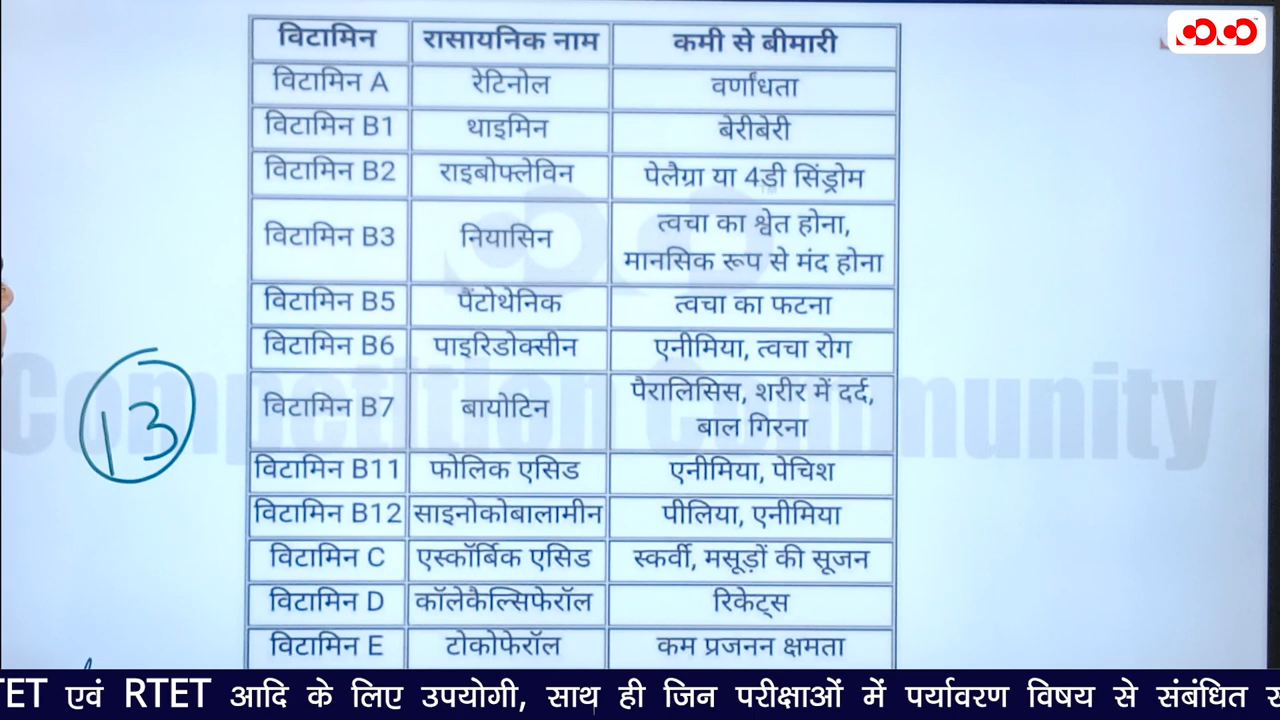 विटामिन रासायनिक नाम कमी से बीमारी
विटामिन A रेटिनोल वर्णांधता
विटामिन B1 थाइमिन बेरीबेरी
विटामिन B2 राइबोफ्लेविन पेलैग्रा या 4डी सिंड्रोम
विटामिन B3 नियासिन त्वचा का श्वेत होना,
मानसिक रूप से मंद होना
विटामिन B5 पैंटोथेनिक त्वचा का फटना
विटामिन B6 पाइरिडोक्सीन एनीमिया, त्वचा रोग
विटामिन B7 बायोटिन पैरालिसिस, शरीर में दर्द,
बाल गिरना
विटामिन B11 फोलिक एसिड एनीमिया, पेचिश
विटामिन B12 साइनोकोबालामीन पीलिया, एनीमिया
विटामिन C एस्कॉर्बिक एसिड स्कर्वी, मसूड़ों की सूजन
विटामिन D कॉलेकैल्सिफेरॉल रिकेट्स
विटामिन E टोकोफेरॉल कम प्रजनन क्षमता
13
Competition Community
TET एवं RTET आदि के लिए उपयोगी, साथ ही जिन परीक्षाओं में पर्यावरण विषय से संबंधित